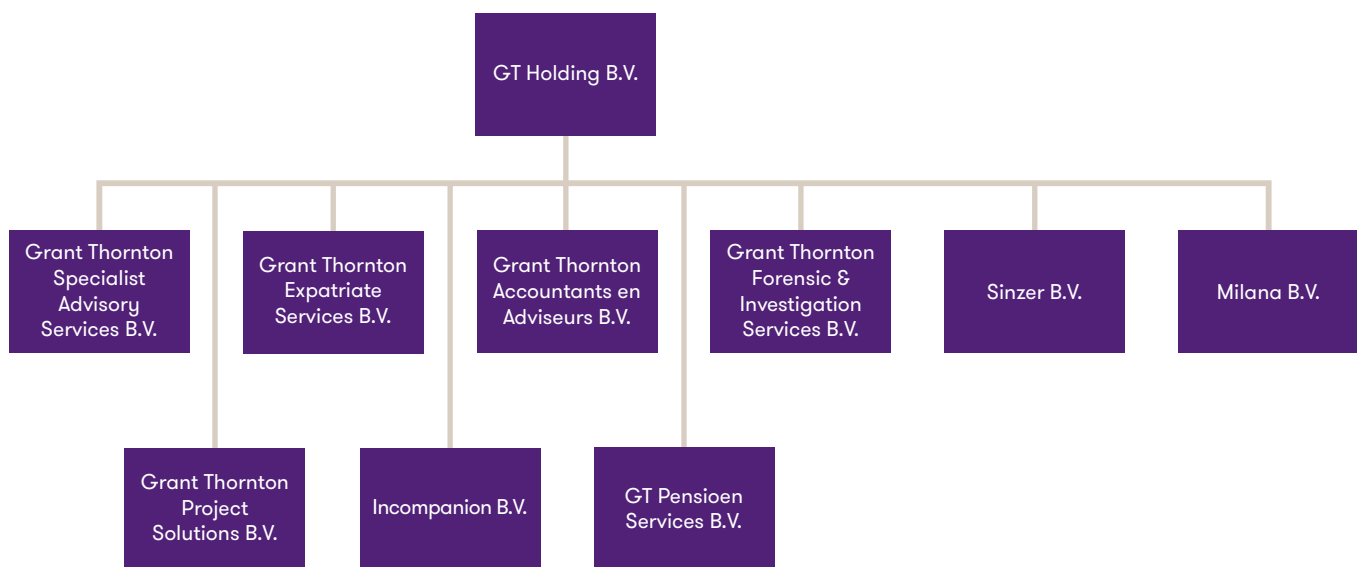 GT Holding B.V.
Grant Thornton
Specialist
Advisory
Services B.V.
Grant Thornton
Expatriate
Services B.V.
Grant Thornton
Accountants en
Adviseurs B.V.
Grant Thornton
Forensic &
Investigation
Services B.V.
Sinzer B.V.
Milana B.V.
Grant Thornton
Project
Solutions B.V.
Incompanion B.V.
GT Pensioen
Services B.V.